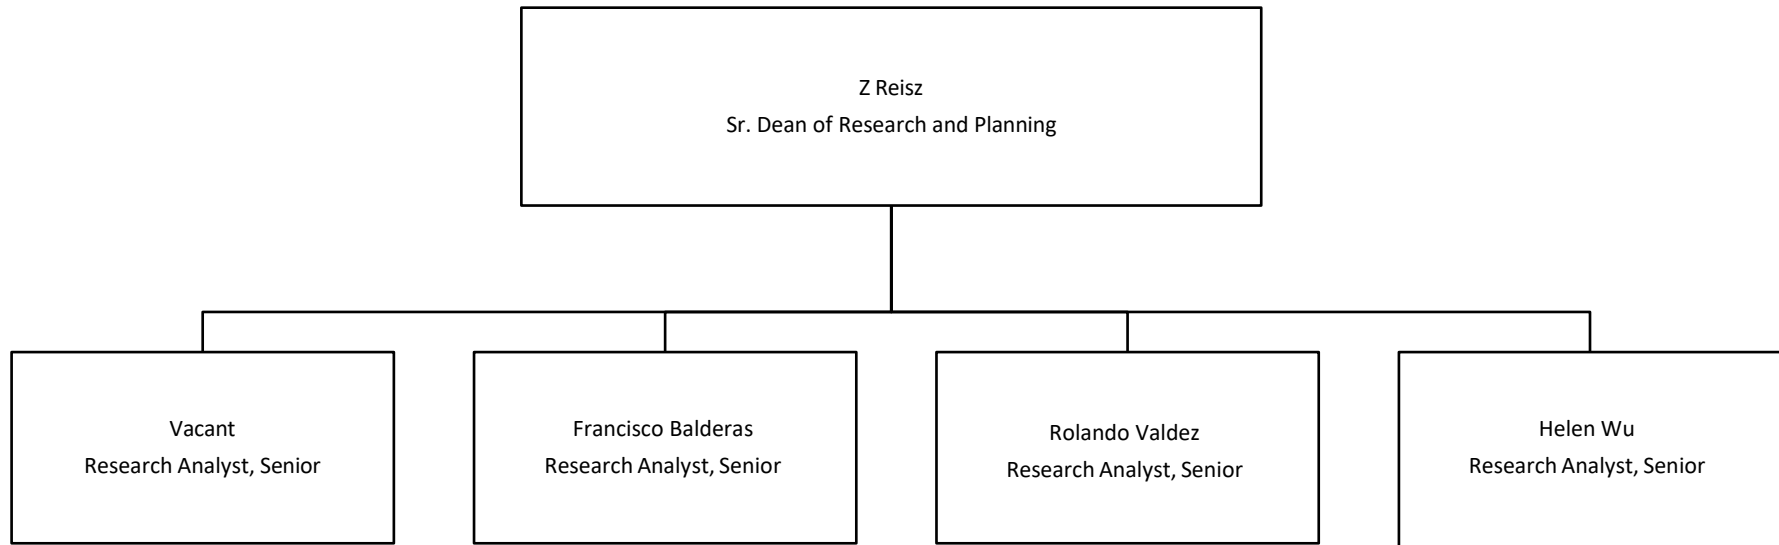 Z Reisz
Sr. Dean of Research and Planning
Vacant
Research Analyst, Senior
Francisco Balderas
Research Analyst, Senior
Rolando Valdez
Research Analyst, Senior
Helen Wu
Research Analyst, Senior